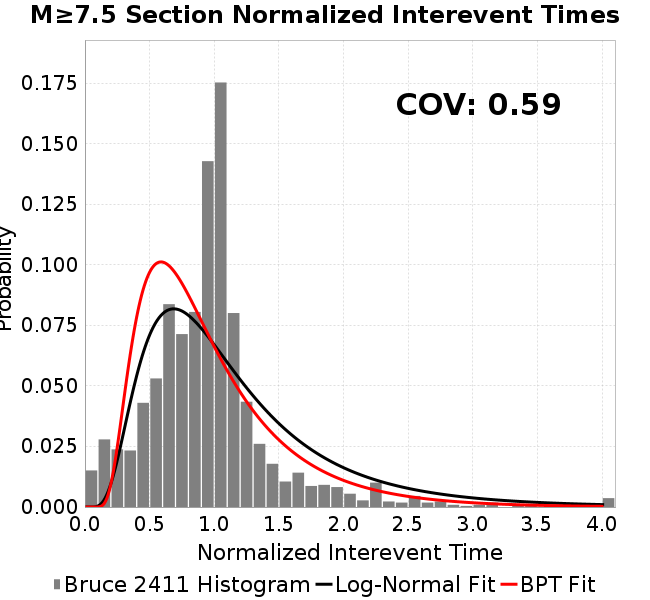 M≥7.5 Section Normalized Interevent Times
COV: 0.59
Probability
0.175
0.150
0.125
0.100
0.075
0.050
0.025
0.000
0.0 0.5 1.0 1.5 2.0 2.5 3.0 3.5 4.0
Normalized Interevent Time
Bruce 2411 Histogram Log-Normal Fit BPT Fit